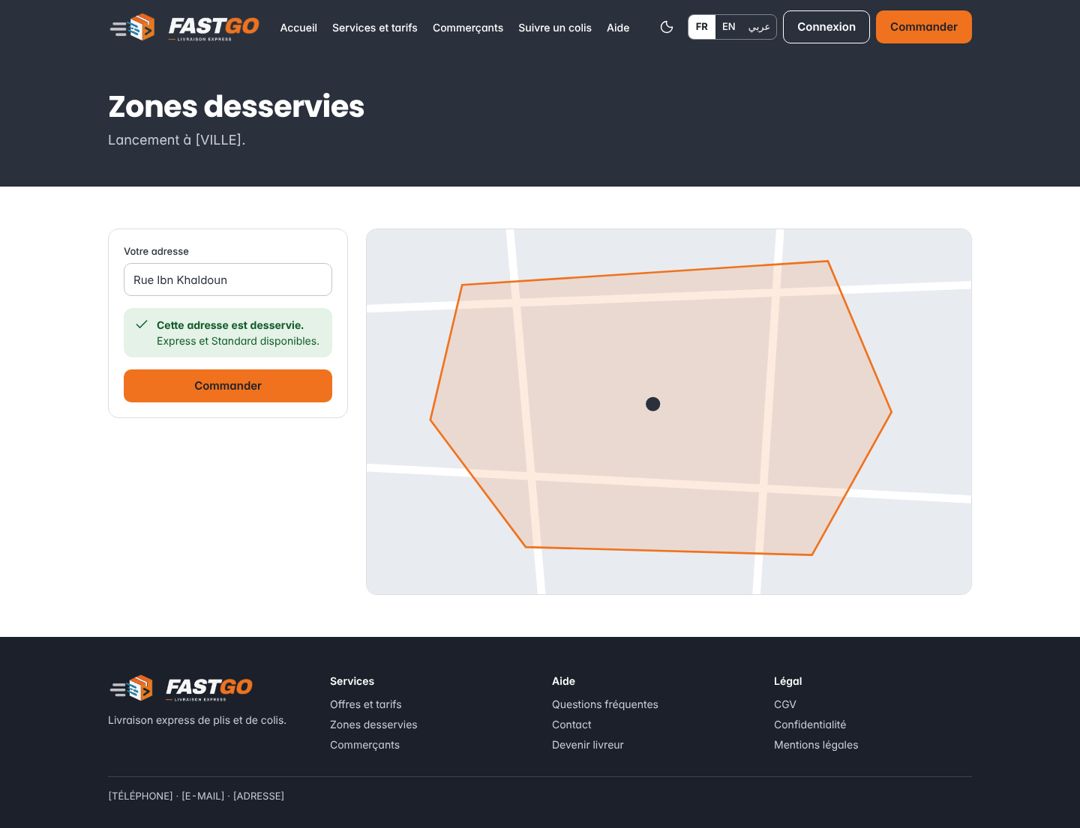 FASTGO
LIVRAISON EXPRESS
Accueil
Services et tarifs
Commerçants
Suivre un colis
Aide
FR
EN
عربي
Connexion
Commander
Zones desservies
Lancement à [VILLE].
Votre adresse
Rue Ibn Khaldoun
Cette adresse est desservie.
Express et Standard disponibles.
Commander
FASTGO
LIVRAISON EXPRESS
Livraison express de plis et de colis.
Services
Offres et tarifs
Zones desservies
Commerçants
Aide
Questions fréquentes
Contact
Devenir livreur
Légal
CGV
Confidentialité
Mentions légales
[TÉLÉPHONE] · [E-MAIL] · [ADRESSE]